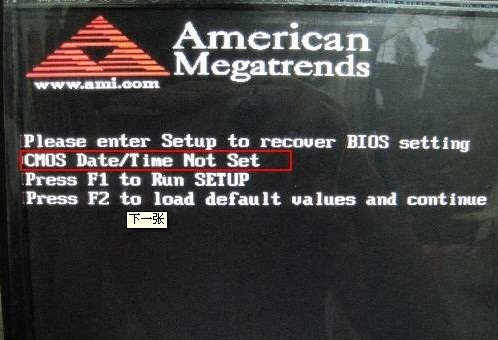 American
Megatrends
www.ami.com
Please enter Setup to recover BIOS setting
CMOS Date/Time Not Set
Press F1 to Run SETUP
Press F2 to load default values and continue
下一张